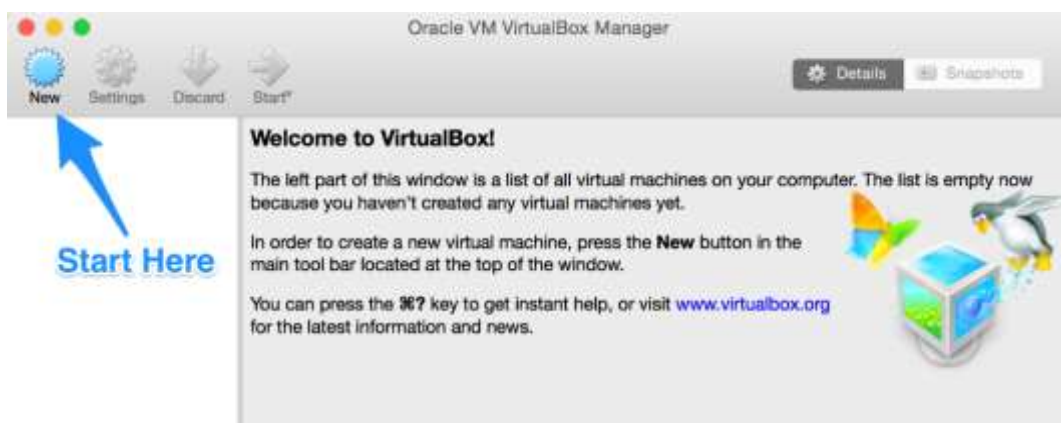 Oracle VM VirtualBox Manager
New Settings Discard Start
Details Snapshots
Welcome to VirtualBox!
The left part of this window is a list of all virtual machines on your computer. The list is empty now
because you haven't created any virtual machines yet.
In order to create a new virtual machine, press the New button in the
main tool bar located at the top of the window.
You can press the ⌘? key to get instant help, or visit www.virtualbox.org
for the latest information and news.
Start Here